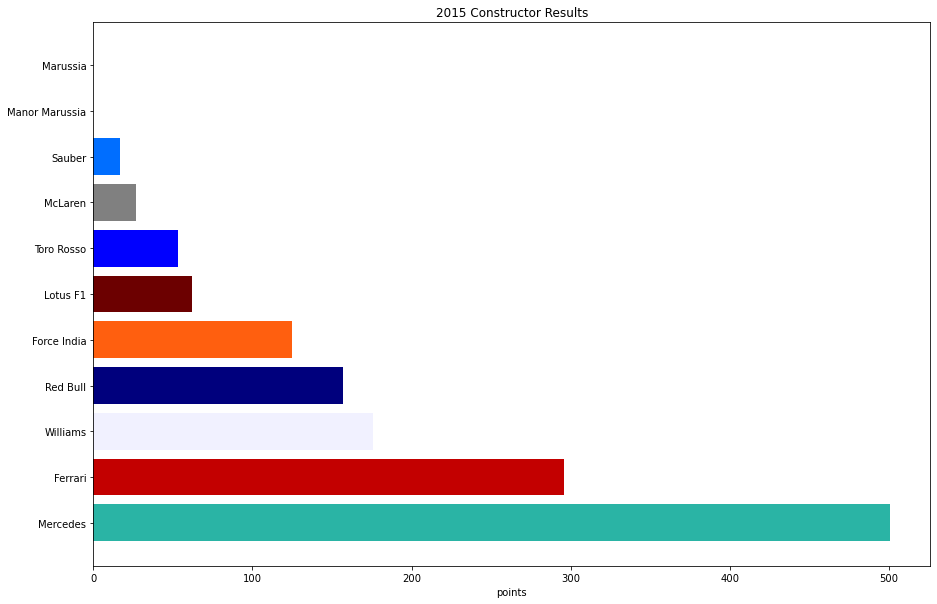 2015 Constructor Results
Marussia
Manor Marussia
Sauber
McLaren
Toro Rosso
Lotus F1
Force India
Red Bull
Williams
Ferrari
Mercedes
0 100 200 300 400 500
points